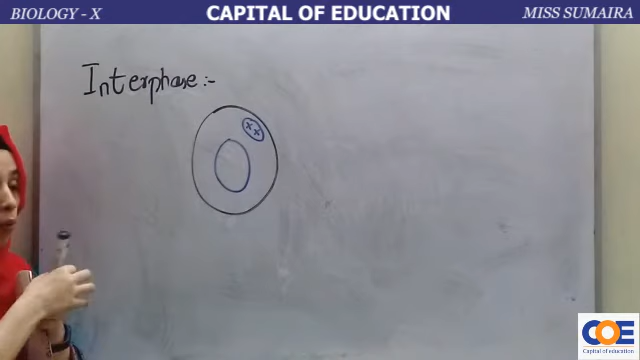 BIOLOGY - X
CAPITAL OF EDUCATION
MISS SUMAIRA
Interphase :-
x x
COE
Capital of education